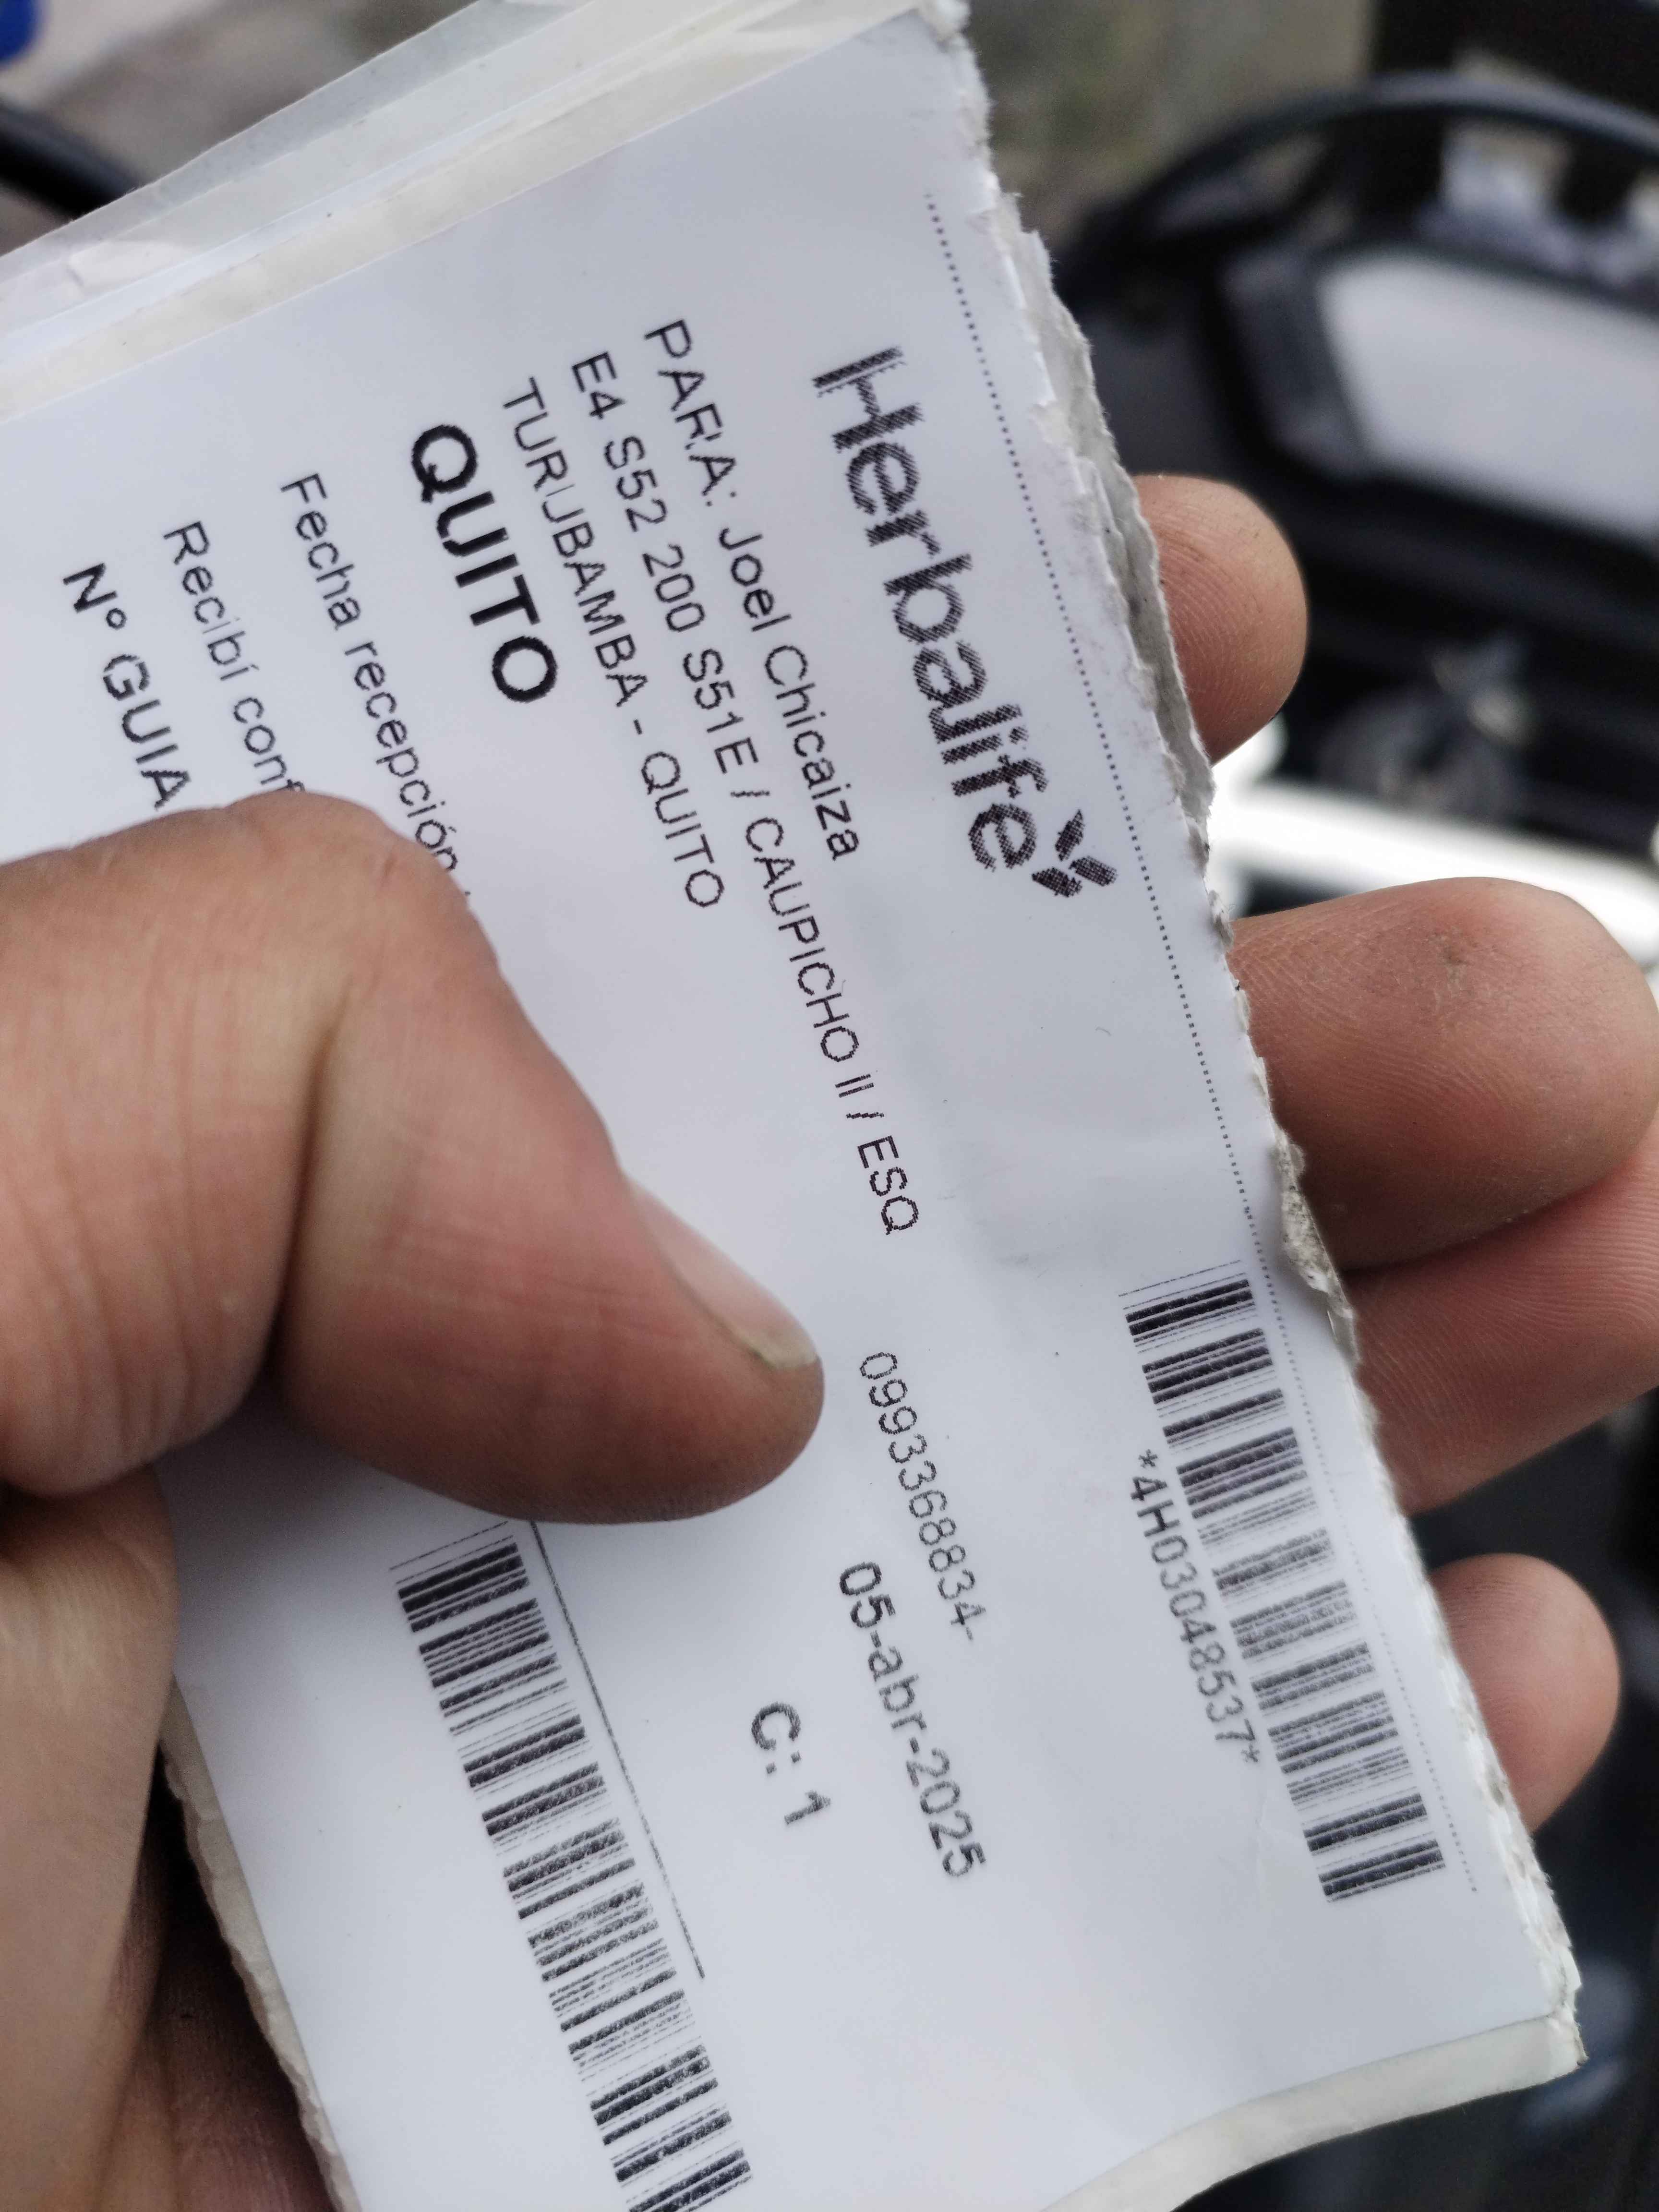 Herbalife
*4H03048537*
PARA: Joel Chicaiza
E4 S52 200 S51E / CAUPICHO II / ESQ
0993368834-
TURUBAMBA - QUITO
05-abr-2025
QUITO
C: 1
Fecha recepción
Recibí
N° GUIA